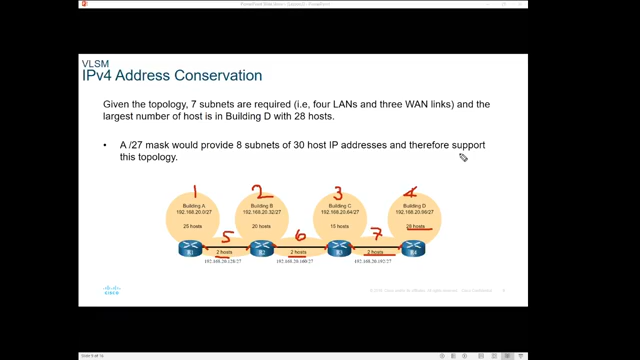 VLSM
IPv4 Address Conservation
Given the topology, 7 subnets are required (i.e, four LANs and three WAN links) and the
largest number of host is in Building D with 28 hosts.
• A /27 mask would provide 8 subnets of 30 host IP addresses and therefore support
this topology.
1 2 3 4
Building A Building B Building C Building D
192.168.20.0/27 192.168.20.32/27 192.168.20.64/27 192.168.20.96/27
25 hosts 20 hosts 15 hosts 28 hosts
5 6 7
R1 R2 R3 R4
2 hosts 2 hosts 2 hosts
192.168.20.128/27 192.168.20.160/27 192.168.20.192/27
CISCO